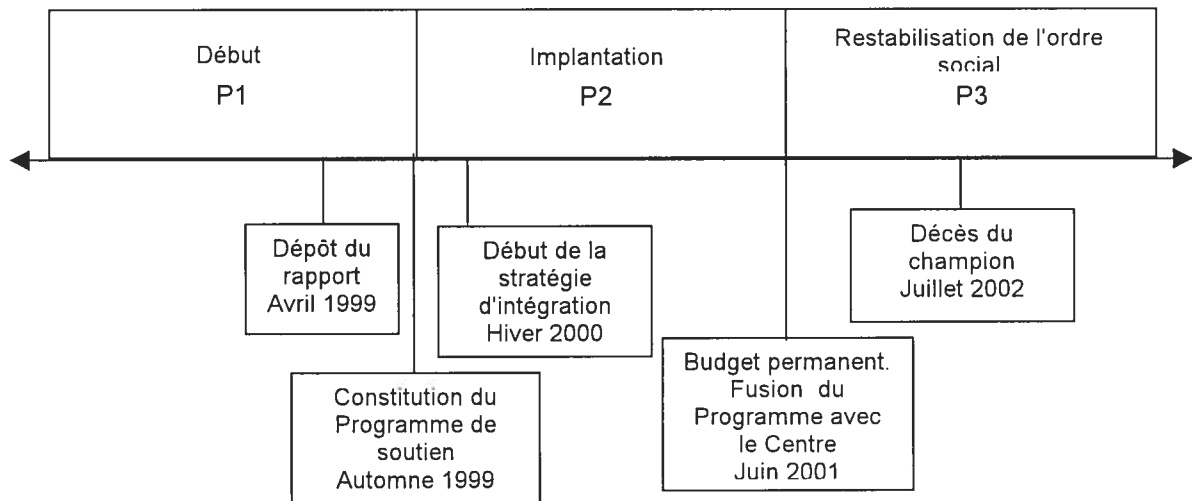 Début
P1
Implantation
P2
Restabilisation de l'ordre
social
P3
Dépôt du
rapport
Avril 1999
Constitution du
Programme de
soutien
Automne 1999
Début de la
stratégie
d'intégration
Hiver 2000
Budget permanent.
Fusion du
Programme avec
le Centre
Juin 2001
Décès du
champion
Juillet 2002